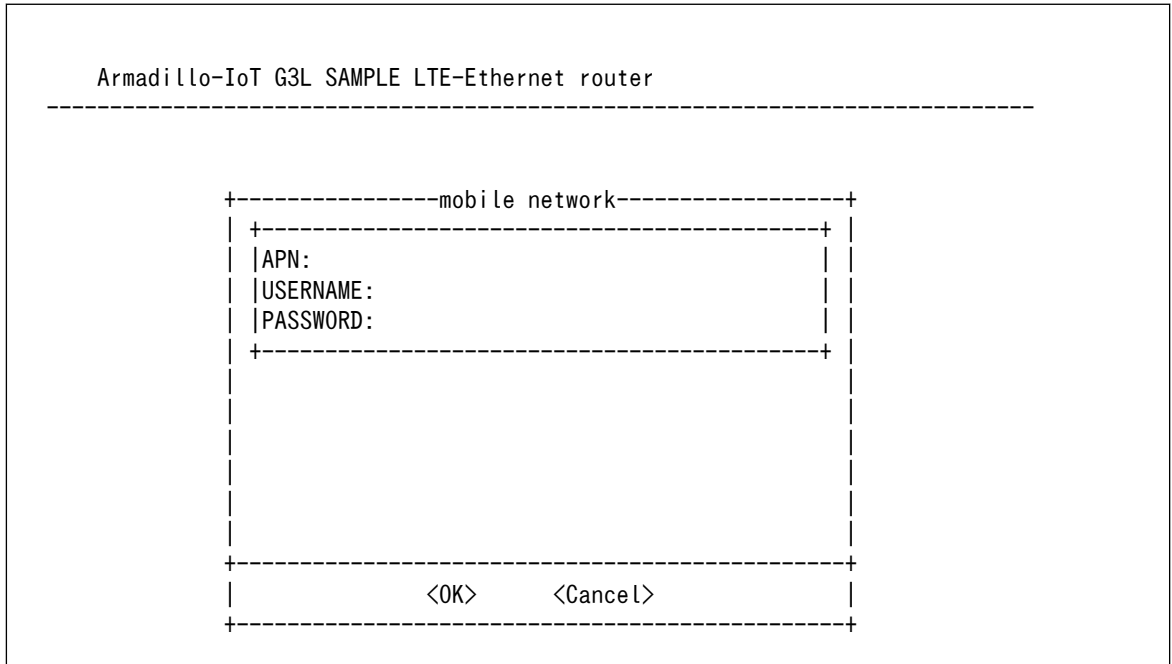 Armadillo-IoT G3L SAMPLE LTE-Ethernet router
mobile network
APN:
USERNAME:
PASSWORD:
<OK> <Cancel>